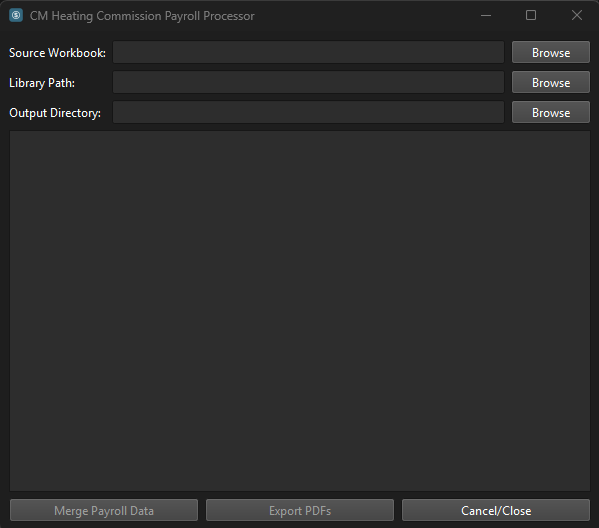 CM Heating Commission Payroll Processor
Source Workbook: Browse
Library Path: Browse
Output Directory: Browse
Merge Payroll Data Export PDFs Cancel/Close